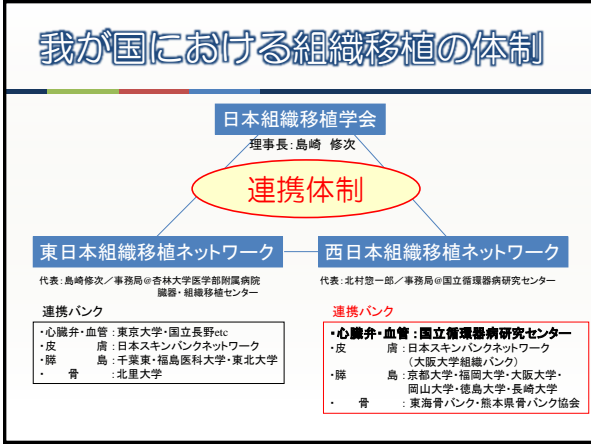 我が国における組織移植の体制
日本組織移植学会
理事長：島崎 修次
連携体制
東日本組織移植ネットワーク
代表：島崎修次／事務局＠杏林大学医学部附属病院
臓器・組織移植センター
連携バンク
・心臓弁・血管：東京大学・国立長野etc
・皮　　膚：日本スキンバンクネットワーク
・膵　　島：千葉東・福島医科大学・東北大学
・　骨　　：北里大学
西日本組織移植ネットワーク
代表：北村惣一郎／事務局＠国立循環器病研究センター
連携バンク
・心臓弁・血管：国立循環器病研究センター
・皮　　膚：日本スキンバンクネットワーク
（大阪大学組織バンク）
・膵　　島：京都大学・福岡大学・大阪大学・
岡山大学・徳島大学・長崎大学
・　骨　　：東海骨バンク・熊本県骨バンク協会